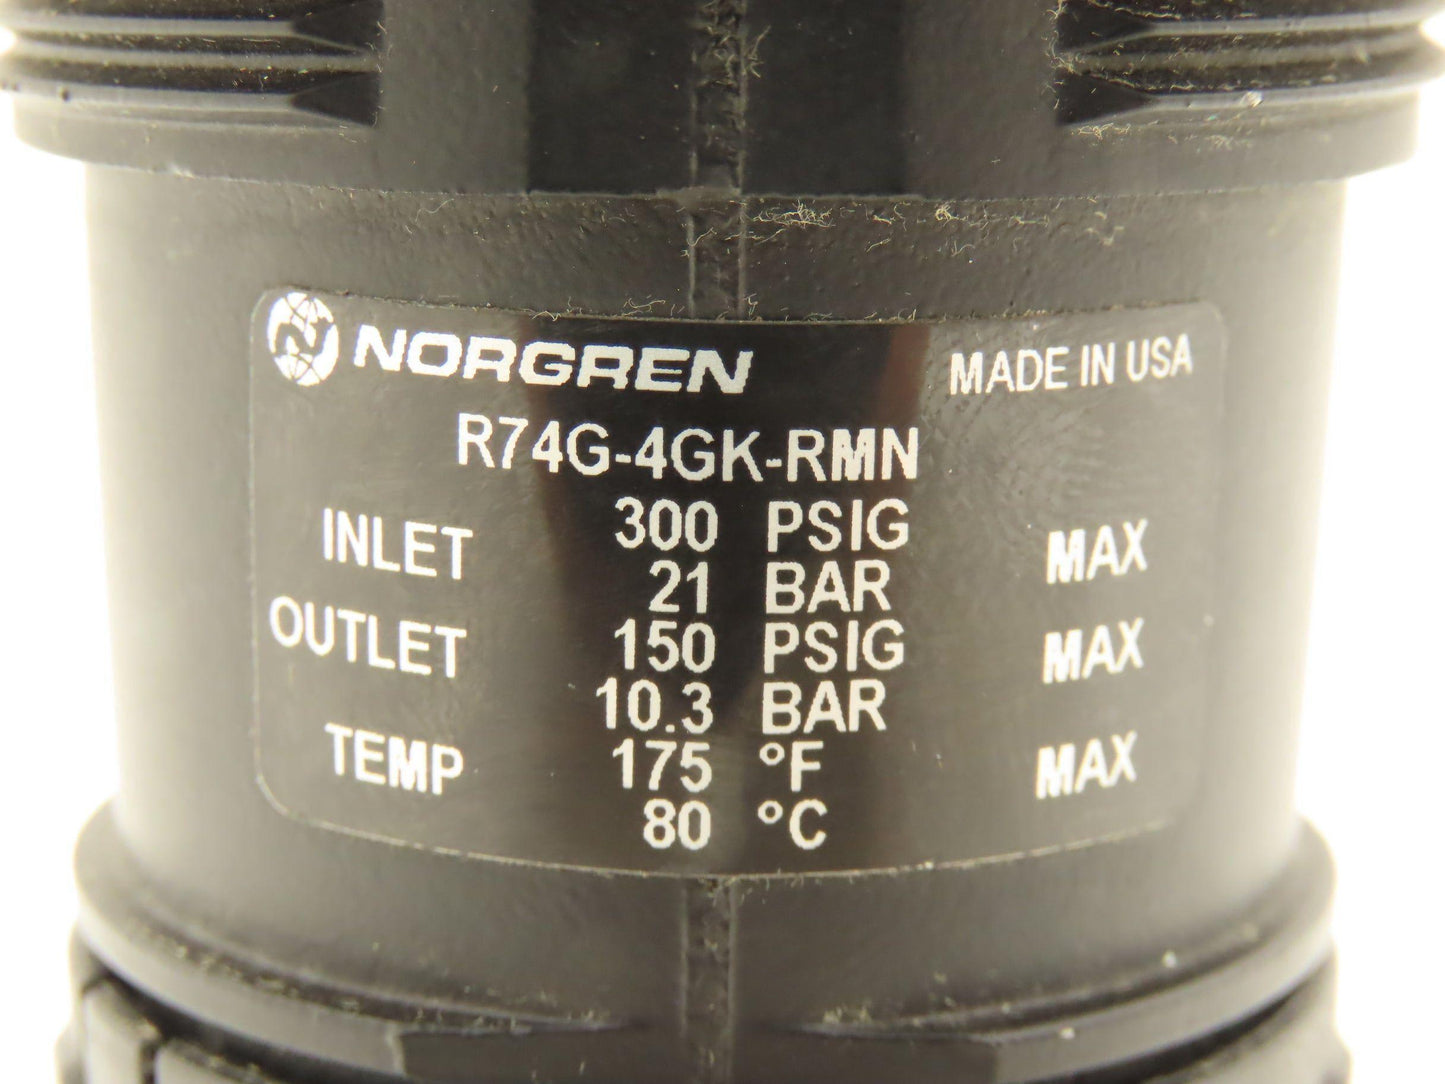 NORGREN MADE IN USA
R74G-4GK-RMN
INLET 300 PSIG MAX
21 BAR
OUTLET 150 PSIG MAX
10.3 BAR
TEMP 175 °F MAX
80 °C